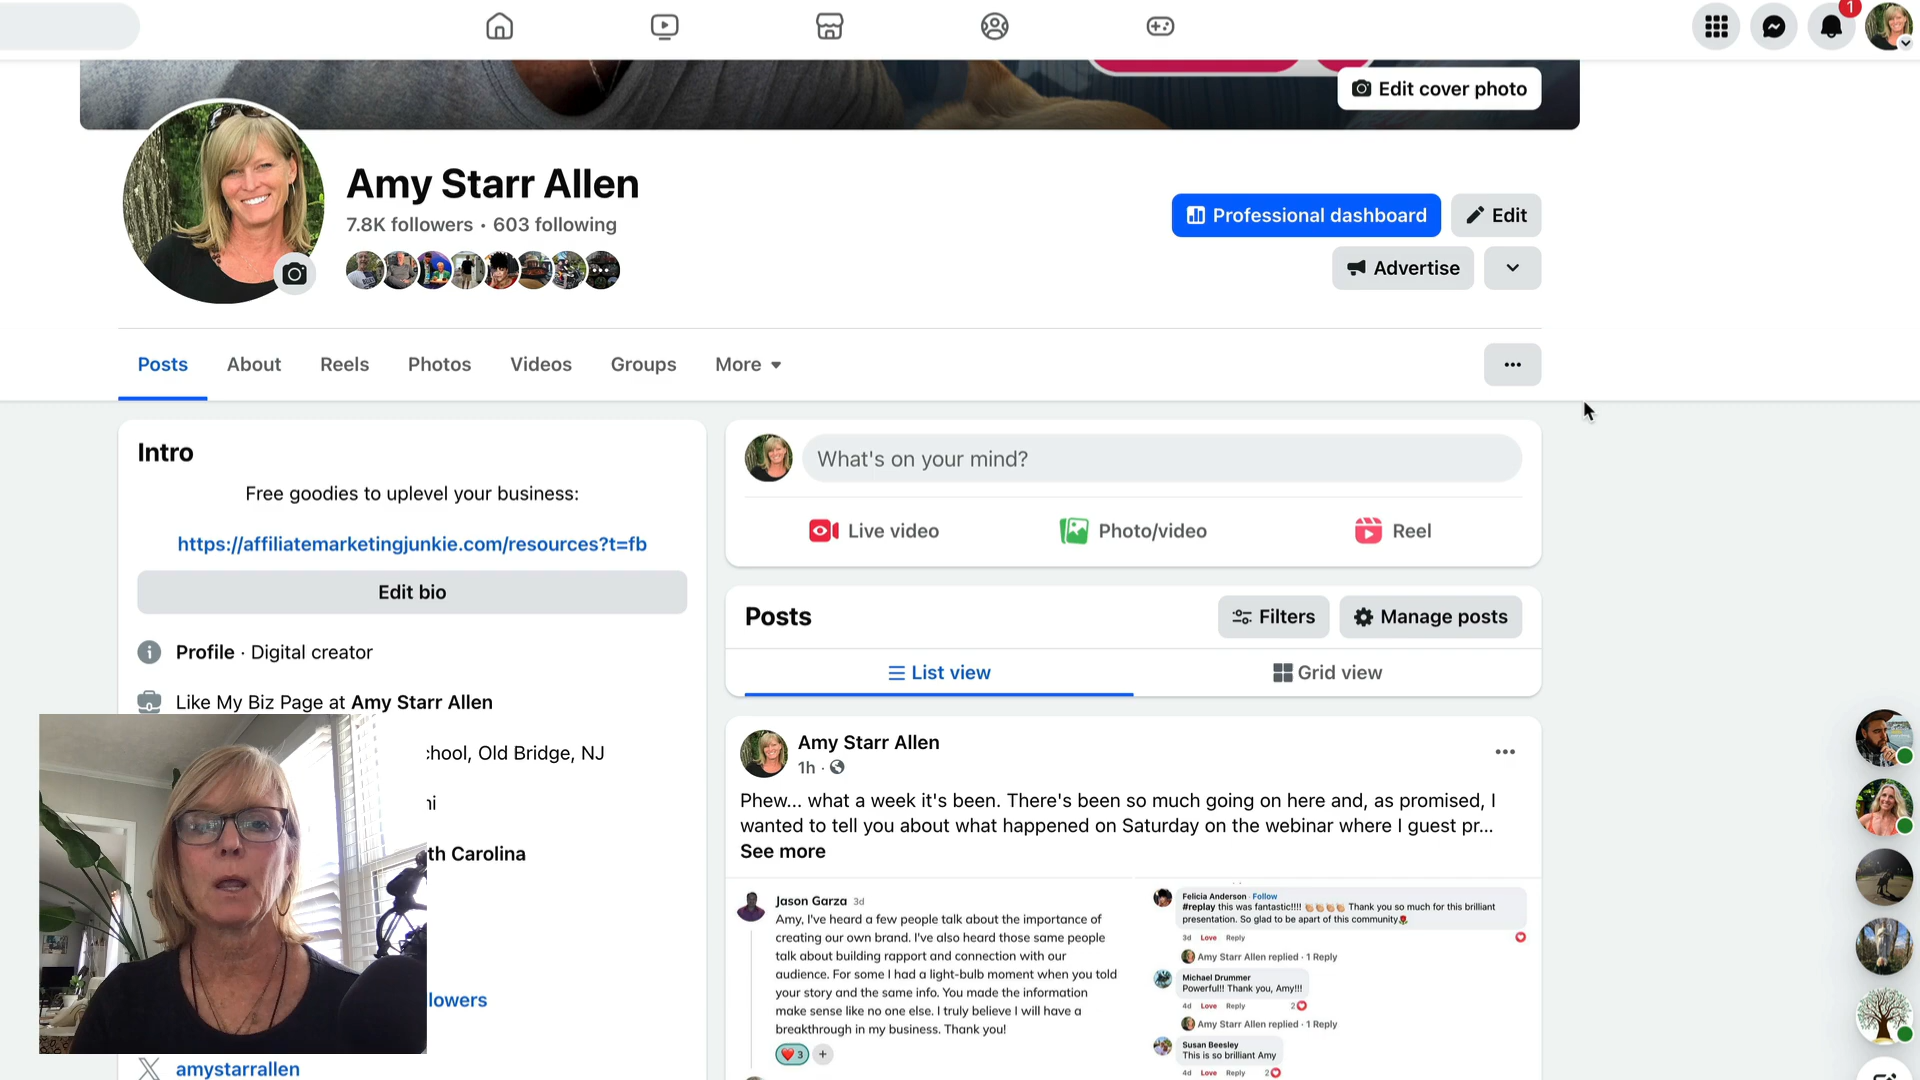 1
Edit cover photo
Amy Starr Allen
7.8K followers · 603 following
Professional dashboard
Edit
Advertise
Posts
About
Reels
Photos
Videos
Groups
More
Intro
Free goodies to uplevel your business:
https://affiliatemarketingjunkie.com/resources?t=fb
Edit bio
Profile · Digital creator
Like My Biz Page at Amy Starr Allen
hool, Old Bridge, NJ
ni
th Carolina
lowers
amystarrallen
What's on your mind?
Live video
Photo/video
Reel
Posts
Filters
Manage posts
List view
Grid view
Amy Starr Allen
1h ·
Phew... what a week it's been. There's been so much going on here and, as promised, I
wanted to tell you about what happened on Saturday on the webinar where I guest pr...
See more
Jason Garza 3d
Amy, I've heard a few people talk about the importance of
creating our own brand. I've also heard those same people
talk about building rapport and connection with our
audience. For some I had a light-bulb moment when you told
your story and the same info. You made the information
make sense like no one else. I truly believe I will have a
breakthrough in my business. Thank you!
3 +
Felicia Anderson · Follow
#replay this was fantastic!!!! 👏👏👏👏 Thank you so much for this brilliant
presentation. So glad to be apart of this community🌹
3d Love Reply
Amy Starr Allen replied · 1 Reply
Michael Drummer
Powerful!! Thank you, Amy!!!
4d Love Reply 2
Amy Starr Allen replied · 1 Reply
Susan Beesley
This is so brilliant Amy
4d Love Reply 2